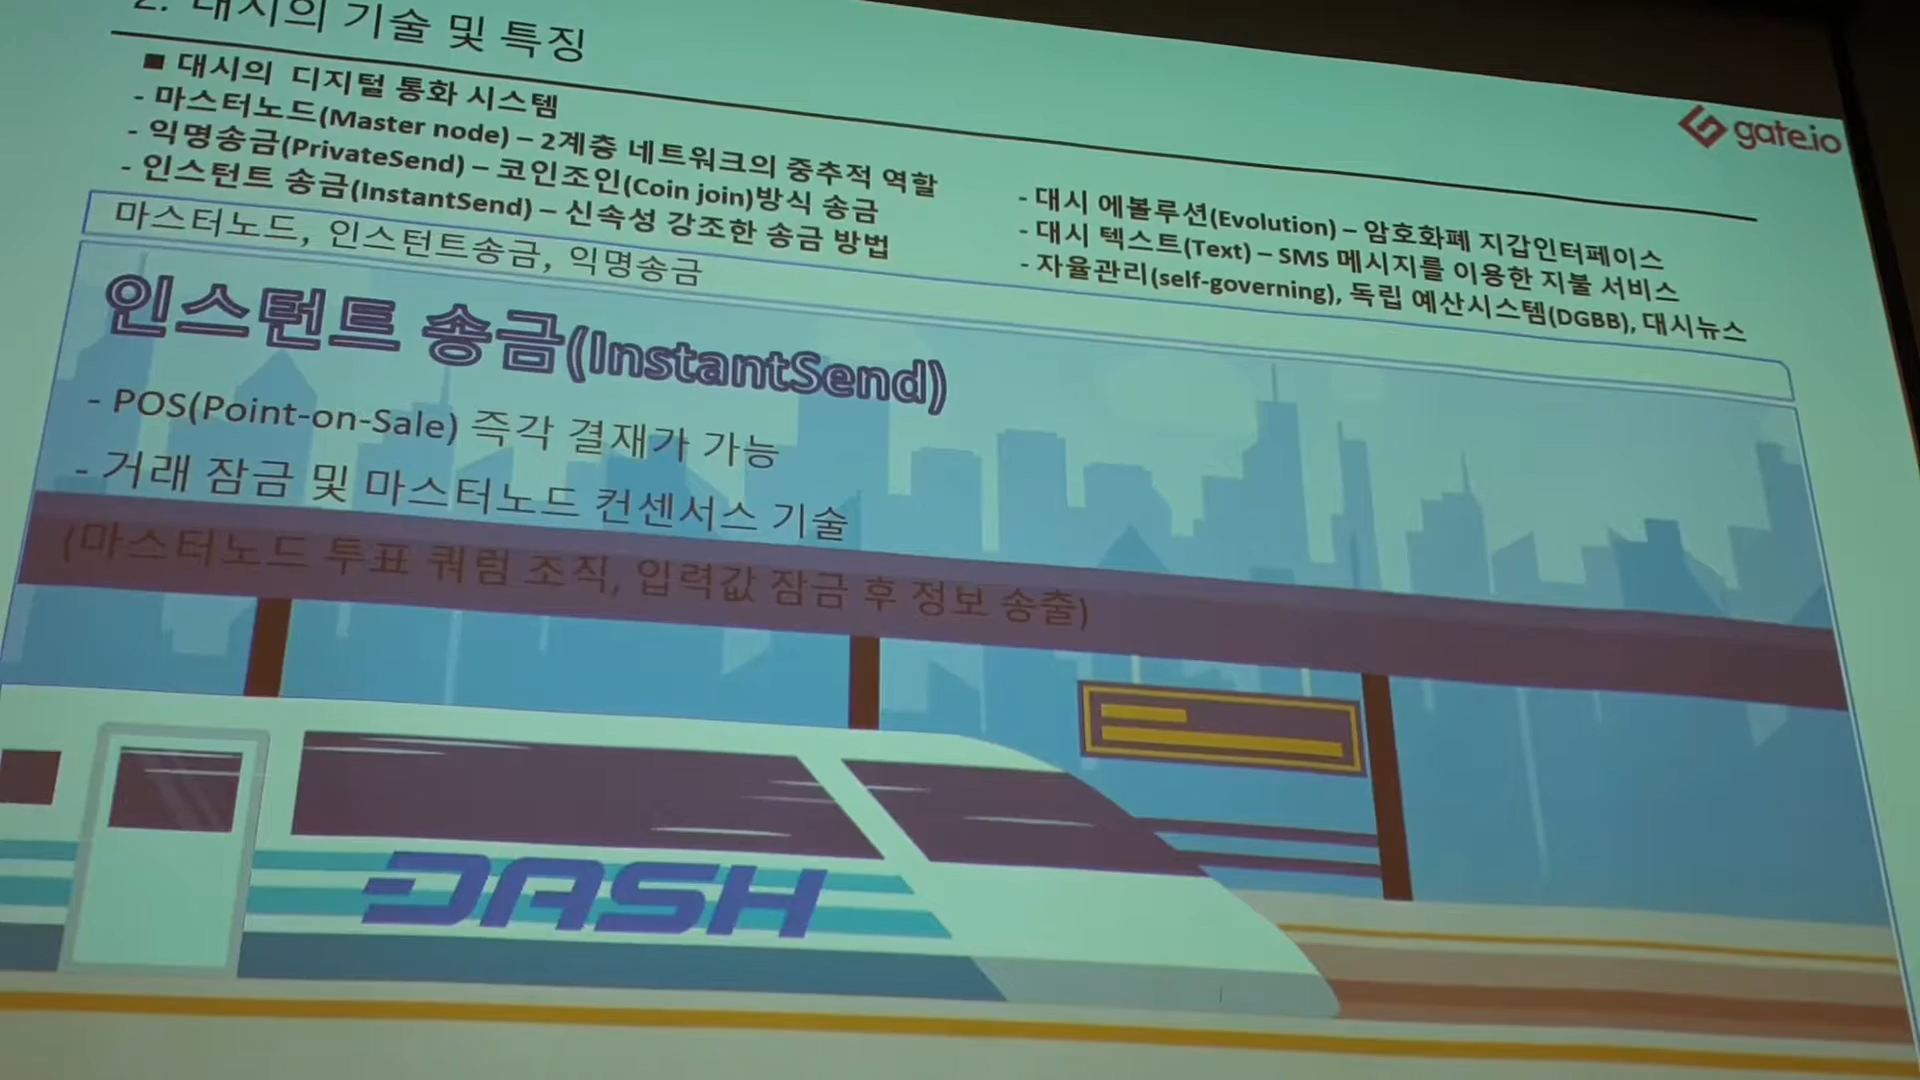 2. 대시의 기술 및 특징
gate.io
■ 대시의 디지털 통화 시스템
- 마스터노드(Master node) – 2계층 네트워크의 중추적 역할
- 익명송금(PrivateSend) – 코인조인(Coin join)방식 송금
- 인스턴트 송금(InstantSend) – 신속성 강조한 송금 방법
- 대시 에볼루션(Evolution) – 암호화폐 지갑인터페이스
- 대시 텍스트(Text) – SMS 메시지를 이용한 지불 서비스
- 자율관리(self-governing), 독립 예산시스템(DGBB), 대시뉴스
마스터노드, 인스턴트송금, 익명송금
인스턴트 송금(InstantSend)
- POS(Point-on-Sale) 즉각 결재가 가능
- 거래 잠금 및 마스터노드 컨센서스 기술
(마스터노드 투표 쿼럼 조직, 입력값 잠금 후 정보 송출)
DASH